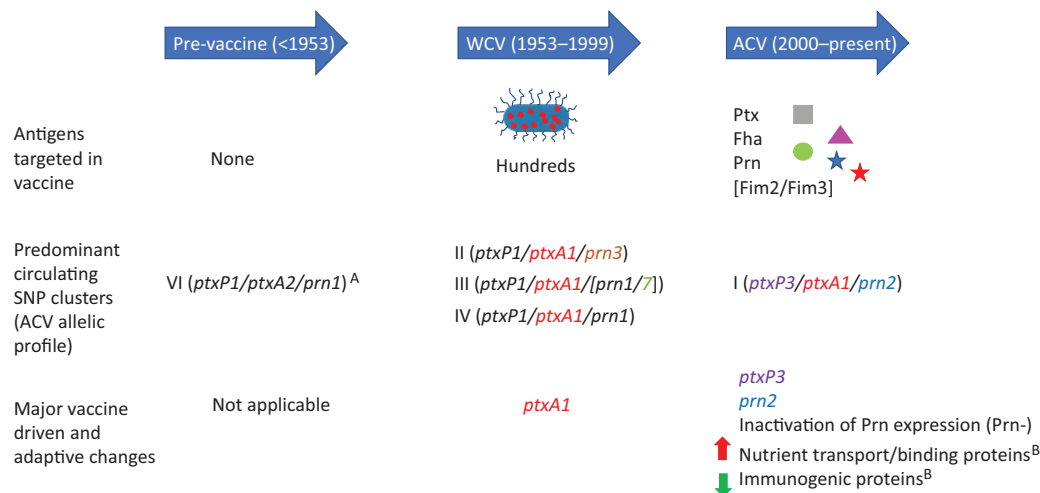 Pre-vaccine (<1953)
WCV (1953–1999)
ACV (2000–present)
Antigens
targeted in
vaccine
None
Hundreds
Ptx
Fha
Prn
[Fim2/Fim3]
Predominant
circulating
SNP clusters
(ACV allelic
profile)
VI (ptxP1/ptxA2/prn1) A
II (ptxP1/ptxA1/prn3)
III (ptxP1/ptxA1/[prn1/7])
IV (ptxP1/ptxA1/prn1)
I (ptxP3/ptxA1/prn2)
Major vaccine
driven and
adaptive changes
Not applicable
ptxA1
ptxP3
prn2
Inactivation of Prn expression (Prn-)
Nutrient transport/binding proteinsB
Immunogenic proteinsB